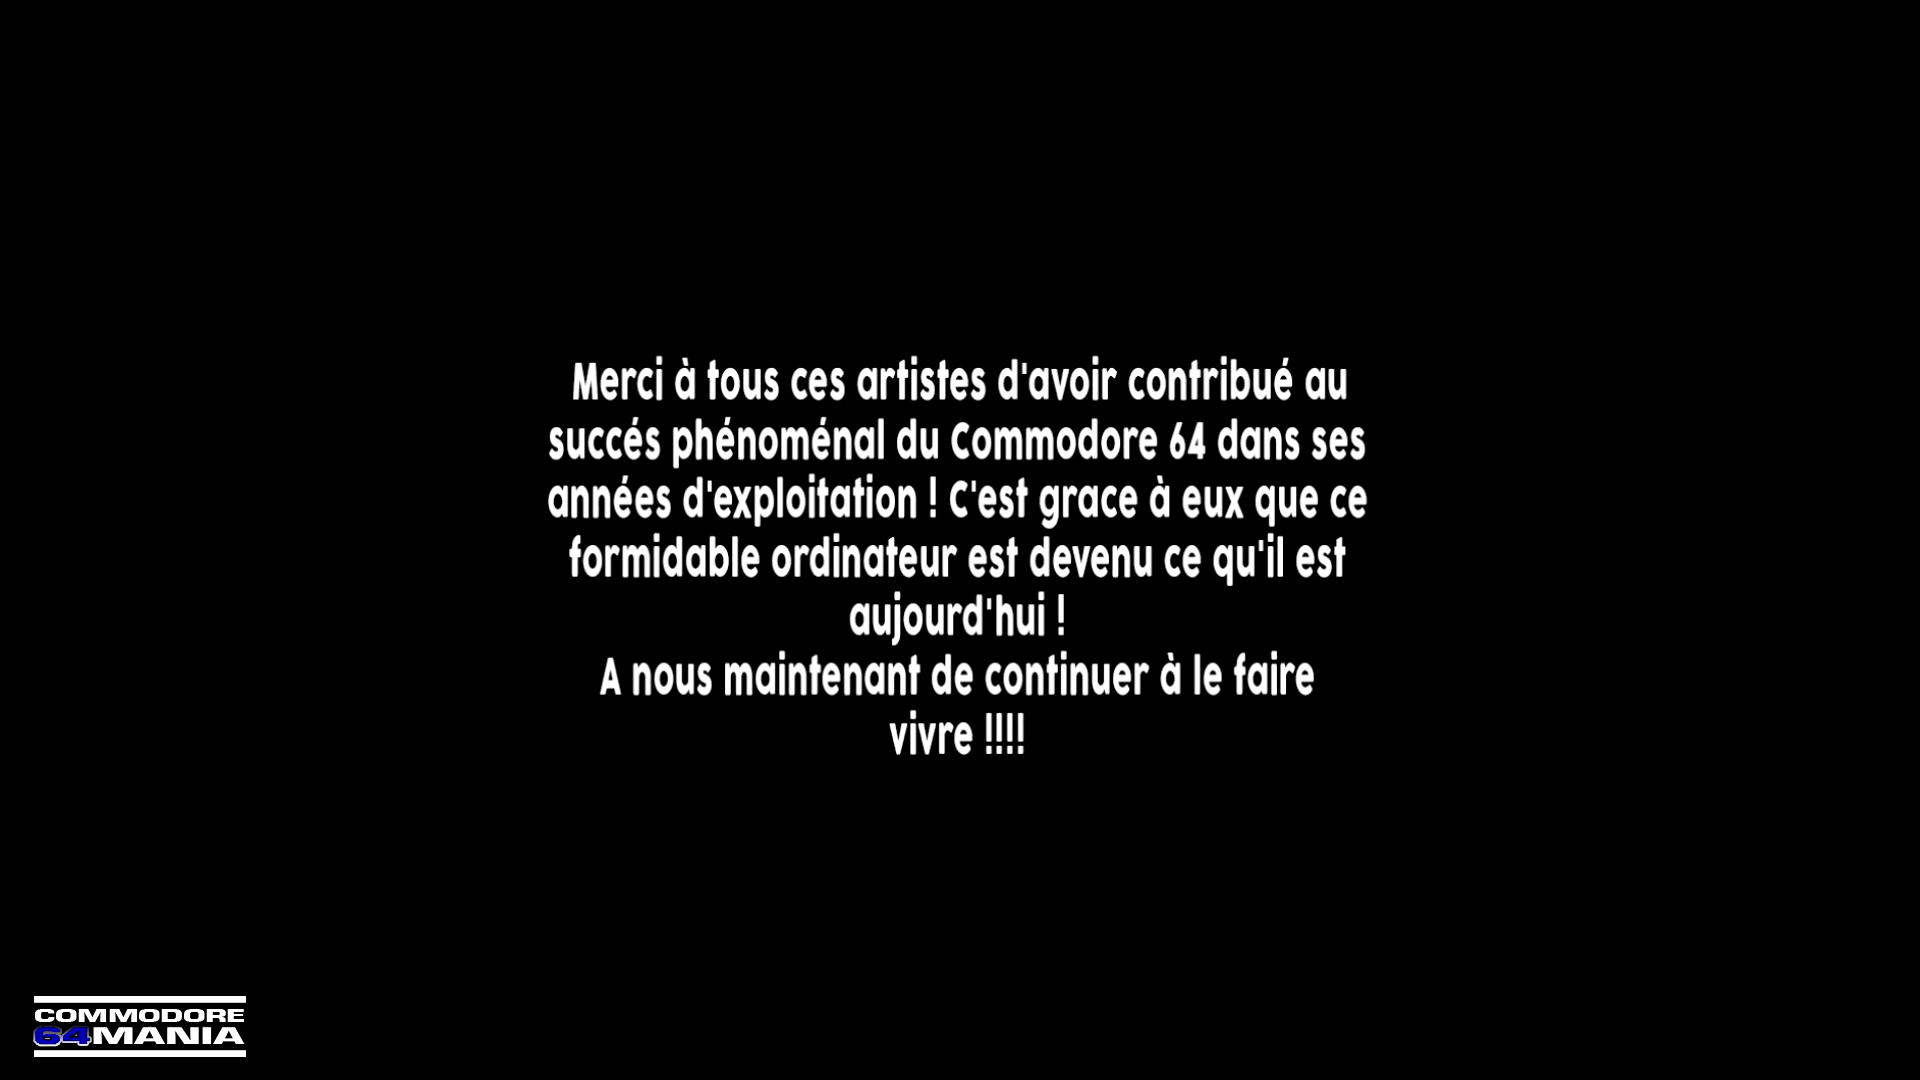 Merci à tous ces artistes d'avoir contribué au
succés phénoménal du Commodore 64 dans ses
années d'exploitation ! C'est grace à eux que ce
formidable ordinateur est devenu ce qu'il est
aujourd'hui !
A nous maintenant de continuer à le faire
vivre !!!!
COMMODORE
64MANIA